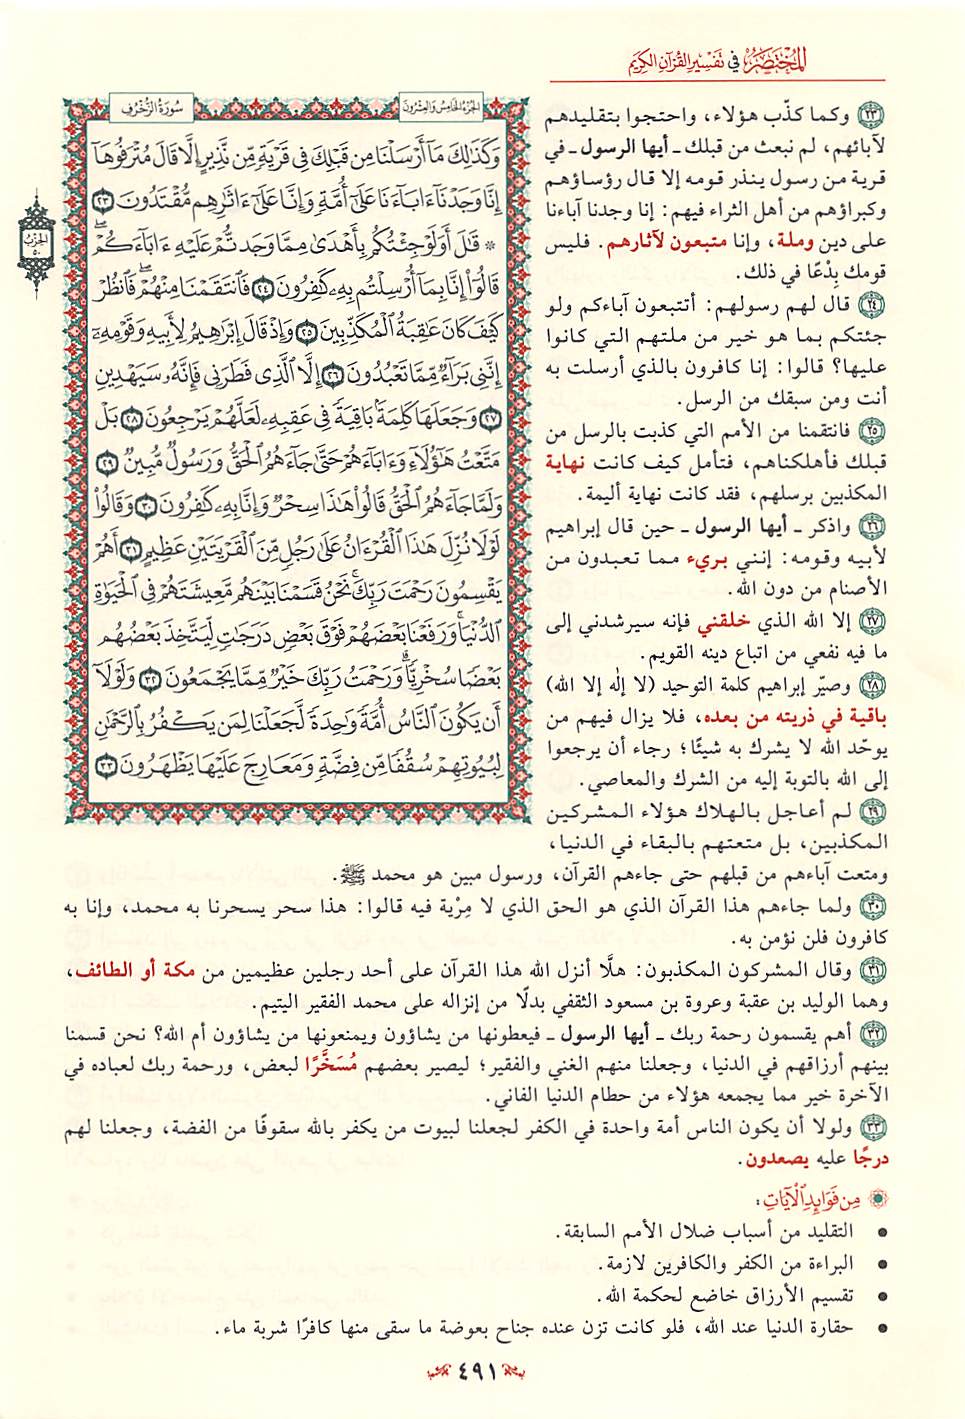 المُخْتَصَرُ في تَفْسِيرِ القُرْآنِ الكَرِيمِ
الجُزْءُ الخَامِسُ وَالعِشْرُونَ
سُورَةُ الزُّخْرُفِ
الحِزْبُ
٥٠
وَكَذَٰلِكَ مَآ أَرۡسَلۡنَا مِن قَبۡلِكَ فِي قَرۡيَةٖ مِّن نَّذِيرٍ إِلَّا قَالَ مُتۡرَفُوهَآ
إِنَّا وَجَدۡنَآ ءَابَآءَنَا عَلَىٰٓ أُمَّةٖ وَإِنَّا عَلَىٰٓ ءَاثَٰرِهِم مُّقۡتَدُونَ ٢٣
۞ قَٰلَ أَوَلَوۡ جِئۡتُكُم بِأَهۡدَىٰ مِمَّا وَجَدتُّمۡ عَلَيۡهِ ءَابَآءَكُمۡۖ
قَالُوٓاْ إِنَّا بِمَآ أُرۡسِلۡتُم بِهِۦ كَٰفِرُونَ ٢٤ فَٱنتَقَمۡنَا مِنۡهُمۡۖ فَٱنظُرۡ
كَيۡفَ كَانَ عَٰقِبَةُ ٱلۡمُكَذِّبِينَ ٢٥ وَإِذۡ قَالَ إِبۡرَٰهِيمُ لِأَبِيهِ وَقَوۡمِهِۦٓ
إِنَّنِي بَرَآءٞ مِّمَّا تَعۡبُدُونَ ٢٦ إِلَّا ٱلَّذِي فَطَرَنِي فَإِنَّهُۥ سَيَهۡدِينِ
٢٧ وَجَعَلَهَا كَلِمَةَۢ بَاقِيَةٗ فِي عَقِبِهِۦ لَعَلَّهُمۡ يَرۡجِعُونَ ٢٨ بَلۡ
مَتَّعۡتُ هَٰٓؤُلَآءِ وَءَابَآءَهُمۡ حَتَّىٰ جَآءَهُمُ ٱلۡحَقُّ وَرَسُولٞ مُّبِينٞ ٢٩
وَلَمَّا جَآءَهُمُ ٱلۡحَقُّ قَالُواْ هَٰذَا سِحۡرٞ وَإِنَّا بِهِۦ كَٰفِرُونَ ٣٠ وَقَالُواْ
لَوۡلَا نُزِّلَ هَٰذَا ٱلۡقُرۡءَانُ عَلَىٰ رَجُلٖ مِّنَ ٱلۡقَرۡيَتَيۡنِ عَظِيمٍ ٣١ أَهُمۡ
يَقۡسِمُونَ رَحۡمَتَ رَبِّكَۚ نَحۡنُ قَسَمۡنَا بَيۡنَهُم مَّعِيشَتَهُمۡ فِي ٱلۡحَيَوٰةِ
ٱلدُّنۡيَاۚ وَرَفَعۡنَا بَعۡضَهُمۡ فَوۡقَ بَعۡضٖ دَرَجَٰتٖ لِّيَتَّخِذَ بَعۡضُهُم
بَعۡضٗا سُخۡرِيّٗاۗ وَرَحۡمَتُ رَبِّكَ خَيۡرٞ مِّمَّا يَجۡمَعُونَ ٣٢ وَلَوۡلَآ
أَن يَكُونَ ٱلنَّاسُ أُمَّةٗ وَٰحِدَةٗ لَّجَعَلۡنَا لِمَن يَكۡفُرُ بِٱلرَّحۡمَٰنِ
لِبُيُوتِهِمۡ سُقُفٗا مِّن فِضَّةٖ وَمَعَارِجَ عَلَيۡهَا يَظۡهَرُونَ ٣٣
٢٣ وكما كذّب هؤلاء، واحتجوا بتقليدهم
لآبائهم، لم نبعث من قبلك ـ أيها الرسول ـ في
قرية من رسول ينذر قومه إلا قال رؤساؤهم
وكبراؤهم من أهل الثراء فيهم: إنا وجدنا آباءنا
على دين وملة، وإنا متبعون لآثارهم. فليس
قومك بِدْعًا في ذلك.
٢٤ قال لهم رسولهم: أتتبعون آباءكم ولو
جئتكم بما هو خير من ملتهم التي كانوا
عليها؟ قالوا: إنا كافرون بالذي أرسلت به
أنت ومن سبقك من الرسل.
٢٥ فانتقمنا من الأمم التي كذبت بالرسل من
قبلك فأهلكناهم، فتأمل كيف كانت نهاية
المكذبين برسلهم، فقد كانت نهاية أليمة.
٢٦ واذكر ـ أيها الرسول ـ حين قال إبراهيم
لأبيه وقومه: إنني بريء مما تعبدون من
الأصنام من دون الله.
٢٧ إلا الله الذي خلقني فإنه سيرشدني إلى
ما فيه نفعي من اتباع دينه القويم.
٢٨ وصيّر إبراهيم كلمة التوحيد (لا إلٰه إلا الله)
باقية في ذريته من بعده، فلا يزال فيهم من
يوحّد الله لا يشرك به شيئًا؛ رجاء أن يرجعوا
إلى الله بالتوبة إليه من الشرك والمعاصي.
٢٩ لم أعاجل بالهلاك هؤلاء المشركين
المكذبين، بل متعتهم بالبقاء في الدنيا،
ومتعت آباءهم من قبلهم حتى جاءهم القرآن، ورسول مبين هو محمد ﷺ.
٣٠ ولما جاءهم هذا القرآن الذي هو الحق الذي لا مِرْية فيه قالوا: هذا سحر يسحرنا به محمد، وإنا به
كافرون فلن نؤمن به.
٣١ وقال المشركون المكذبون: هلَّا أنزل الله هذا القرآن على أحد رجلين عظيمين من مكة أو الطائف،
وهما الوليد بن عقبة وعروة بن مسعود الثقفي بدلًا من إنزاله على محمد الفقير اليتيم.
٣٢ أهم يقسمون رحمة ربك ـ أيها الرسول ـ فيعطونها من يشاؤون ويمنعونها من يشاؤون أم الله؟ نحن قسمنا
بينهم أرزاقهم في الدنيا، وجعلنا منهم الغني والفقير؛ ليصير بعضهم مُسَخَّرًا لبعض، ورحمة ربك لعباده في
الآخرة خير مما يجمعه هؤلاء من حطام الدنيا الفاني.
٣٣ ولولا أن يكون الناس أمة واحدة في الكفر لجعلنا لبيوت من يكفر بالله سقوفًا من الفضة، وجعلنا لهم
درجًا عليه يصعدون.
مِن فَوَائِدِ الآيَاتِ:
• التقليد من أسباب ضلال الأمم السابقة.
• البراءة من الكفر والكافرين لازمة.
• تقسيم الأرزاق خاضع لحكمة الله.
• حقارة الدنيا عند الله، فلو كانت تزن عنده جناح بعوضة ما سقى منها كافرًا شربة ماء.
٤٩١